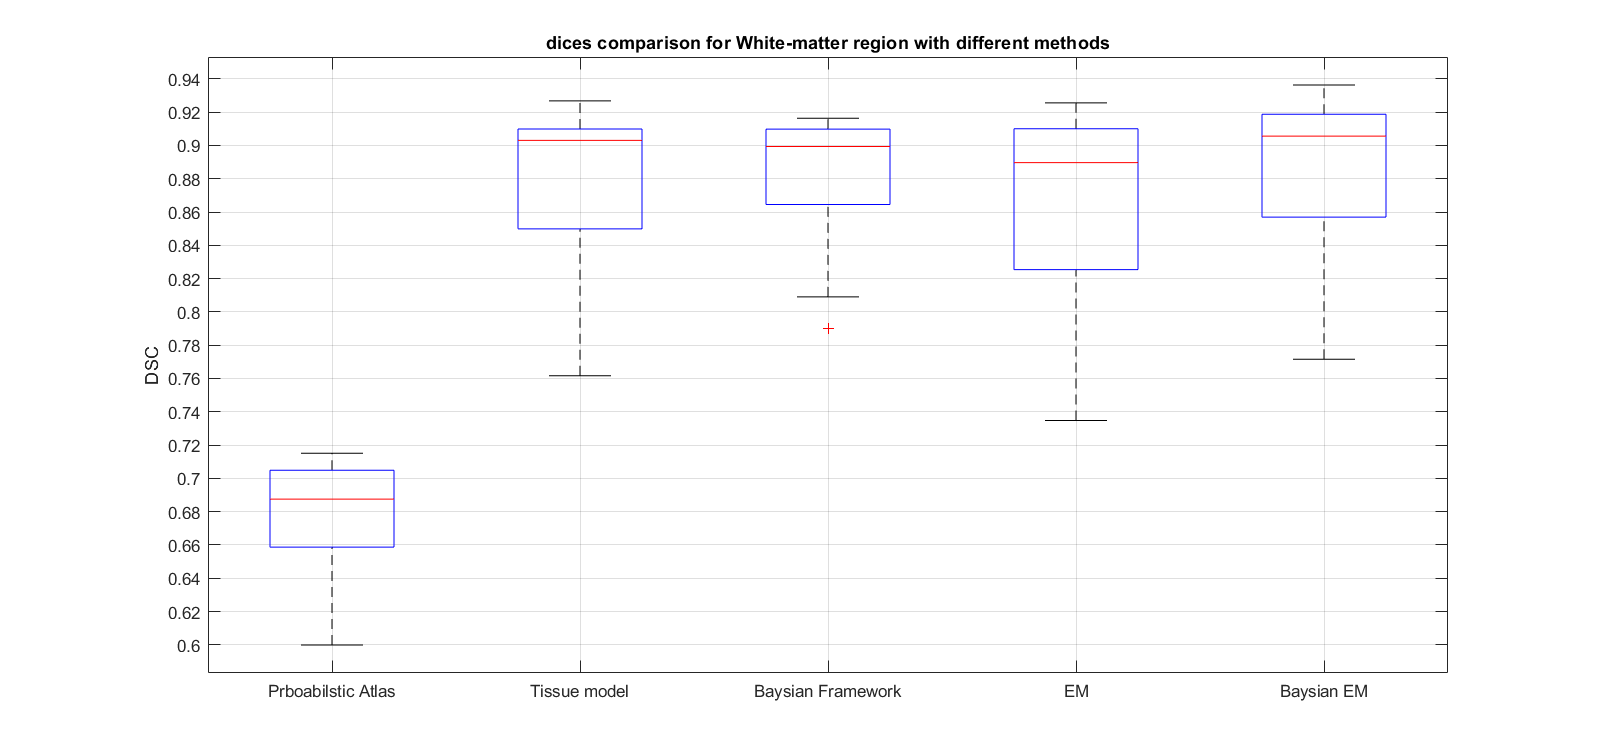 dices comparison for White-matter region with different methods
0.94
0.92
0.9
0.88
0.86
0.84
0.82
0.8
0.78
0.76
0.74
0.72
0.7
0.68
0.66
0.64
0.62
0.6
DSC
Prboabilstic Atlas
Tissue model
Baysian Framework
EM
Baysian EM